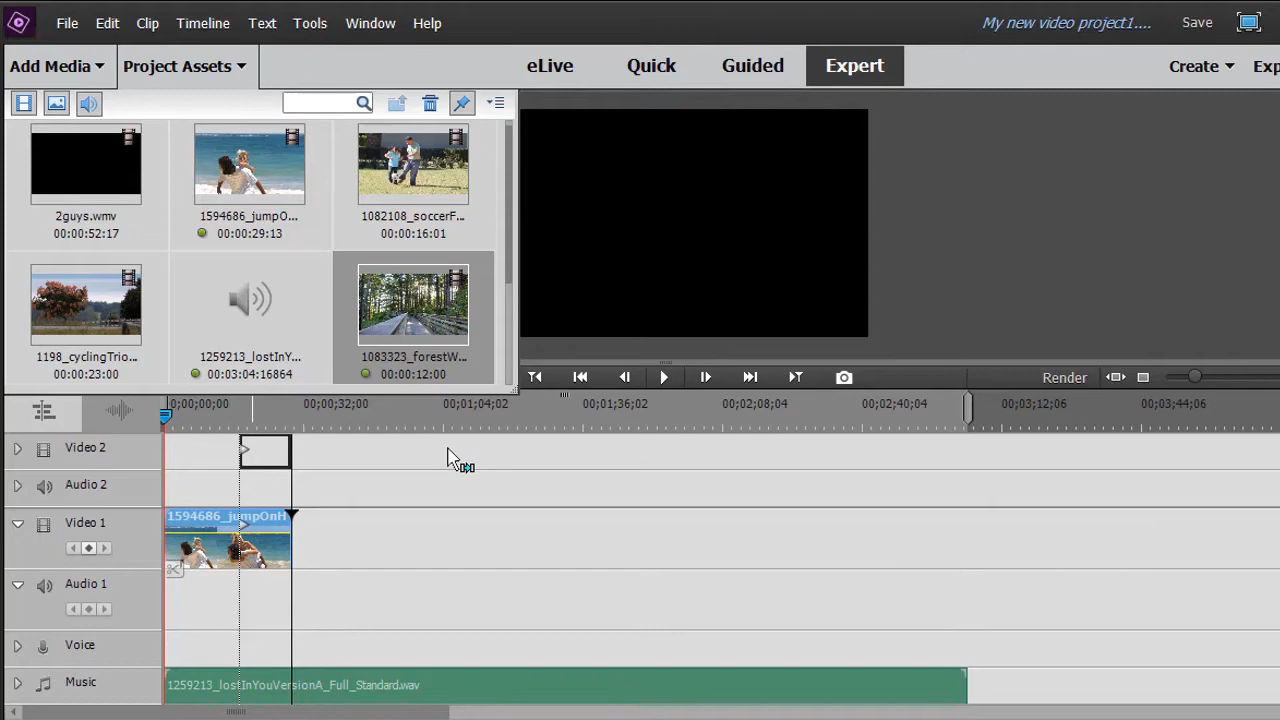 File Edit Clip Timeline Text Tools Window Help My new video project1.... Save
Add Media Project Assets eLive Quick Guided Expert Create Exp
2guys.wmv 1594686_jumpO... 1082108_soccerF...
00:00:52:17 00:00:29:13 00:00:16:01
1198_cyclingTrio... 1259213_lostInY... 1083323_forestW...
00:00:23:00 00:03:04:16864 00:00:12:00
Render
00;00;00;00 00;00;32;00 00;01;04;02 00;01;36;02 00;02;08;04 00;02;40;04 00;03;12;06 00;03;44;06
Video 2
Audio 2
Video 1 1594686_jumpOnH
Audio 1
Voice
Music 1259213_lostInYouVersionA_Full_Standard.wav